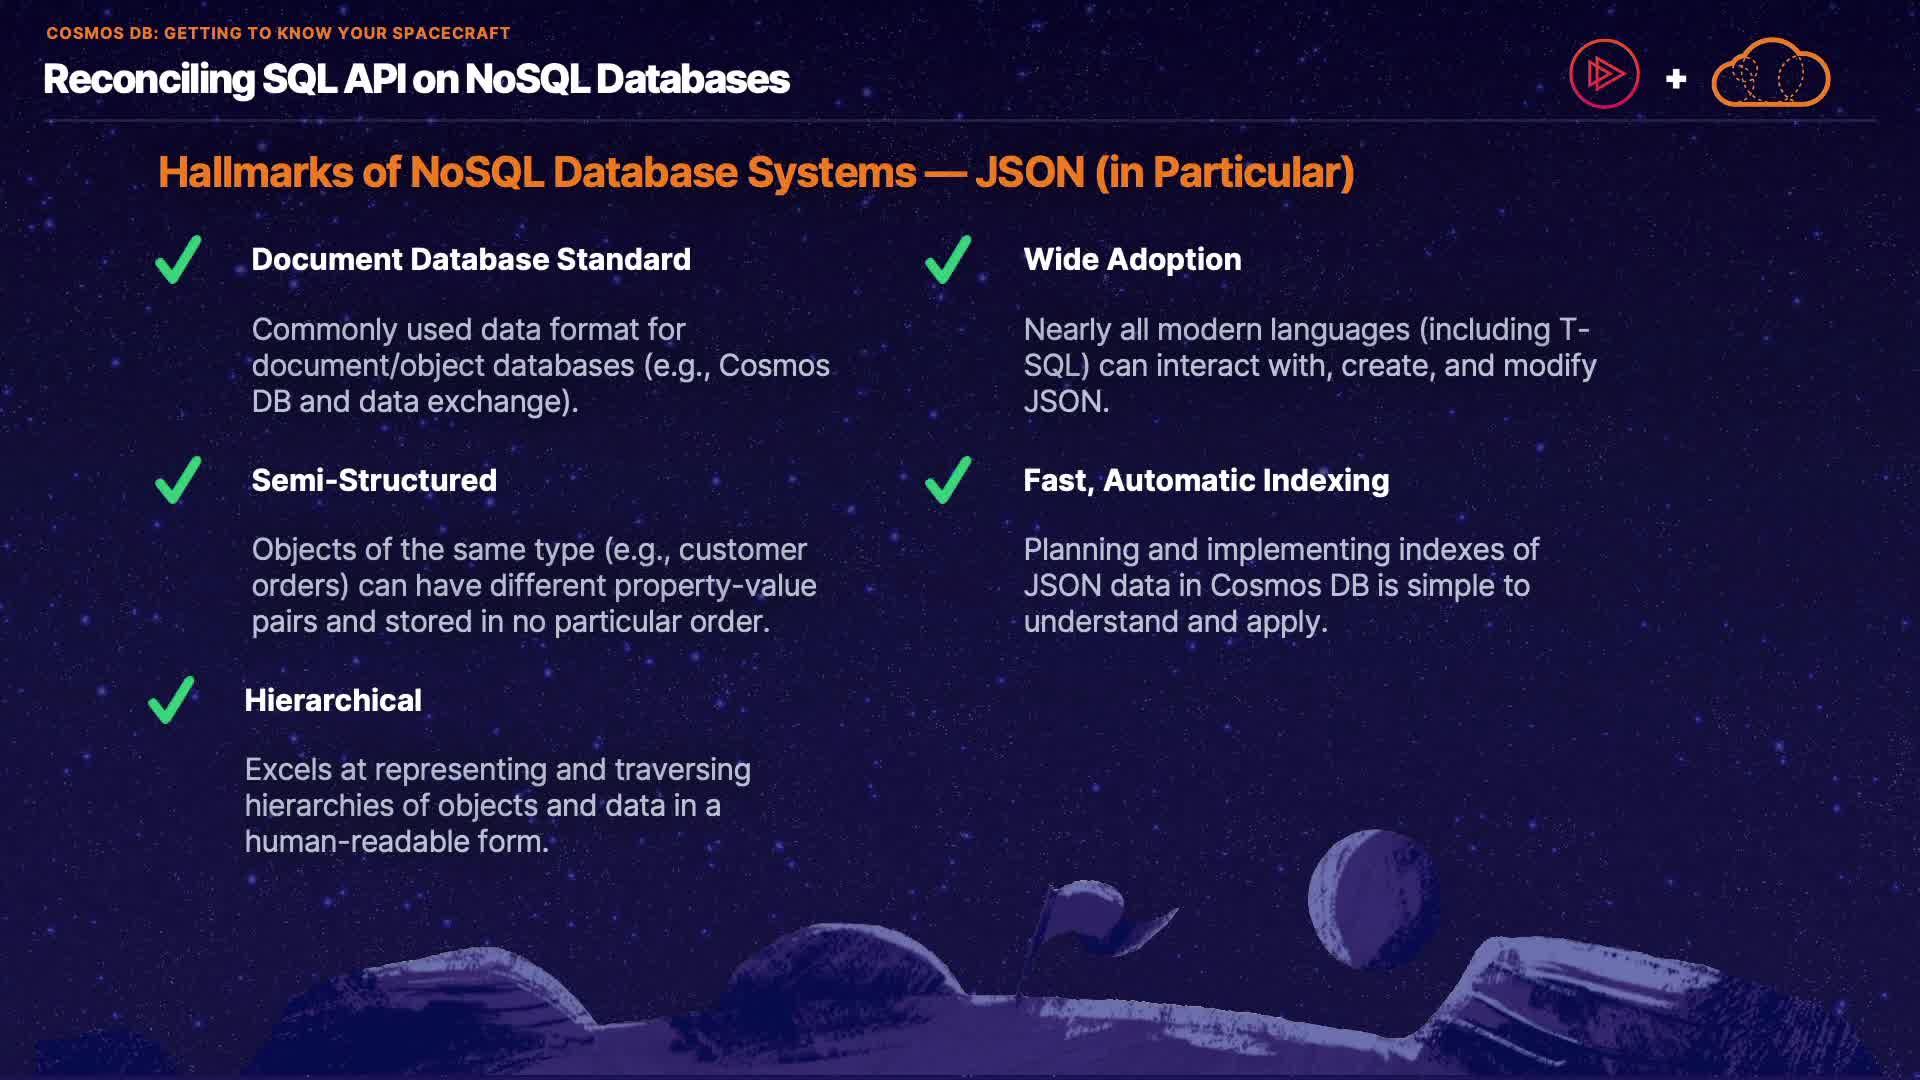 COSMOS DB: GETTING TO KNOW YOUR SPACECRAFT
Reconciling SQL API on NoSQL Databases
+
Hallmarks of NoSQL Database Systems — JSON (in Particular)
Document Database Standard
Commonly used data format for
document/object databases (e.g., Cosmos
DB and data exchange).
Semi-Structured
Objects of the same type (e.g., customer
orders) can have different property-value
pairs and stored in no particular order.
Hierarchical
Excels at representing and traversing
hierarchies of objects and data in a
human-readable form.
Wide Adoption
Nearly all modern languages (including T-
SQL) can interact with, create, and modify
JSON.
Fast, Automatic Indexing
Planning and implementing indexes of
JSON data in Cosmos DB is simple to
understand and apply.